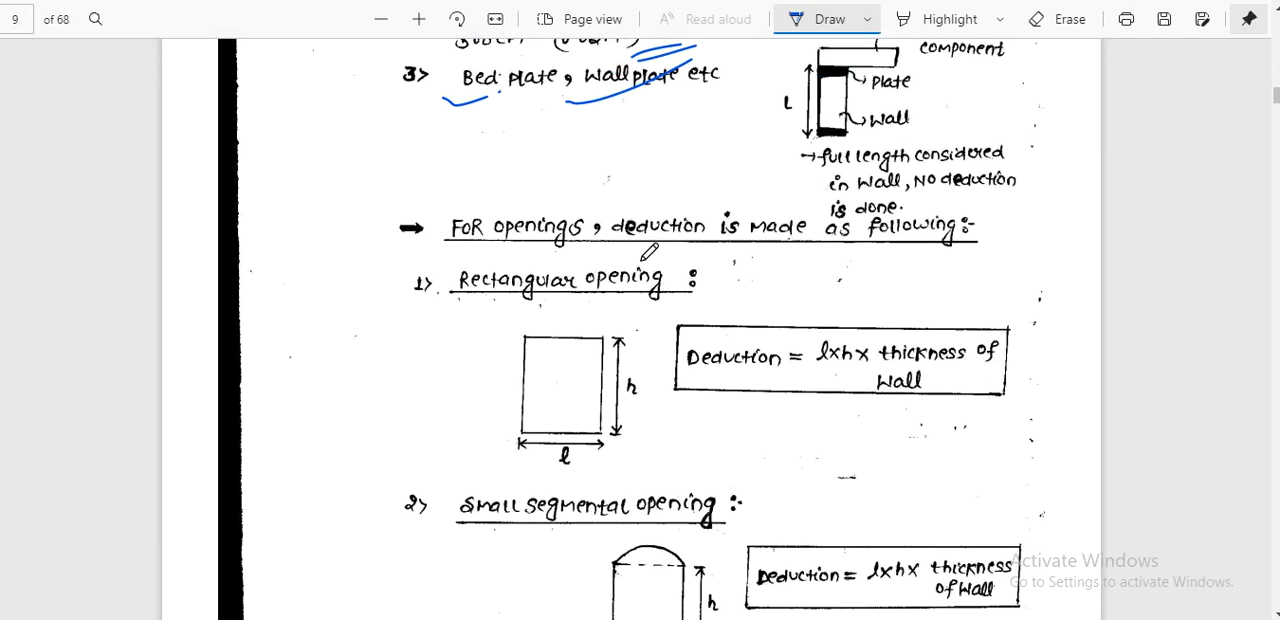 9 of 68
Page view
Read aloud
Draw
Highlight
Erase
component
3> Bed plate, wall plate etc
plate
L
wall
→ full length considered
in wall, No deduction
is done.
→ FOR openings, deduction is made as following:-
1>. Rectangular opening :
Deduction = l×h× thickness of
wall
h
l
2> Small segmental opening :-
Deduction = l×h× thickness
of wall
h
Activate Windows
Go to Settings to activate Windows.